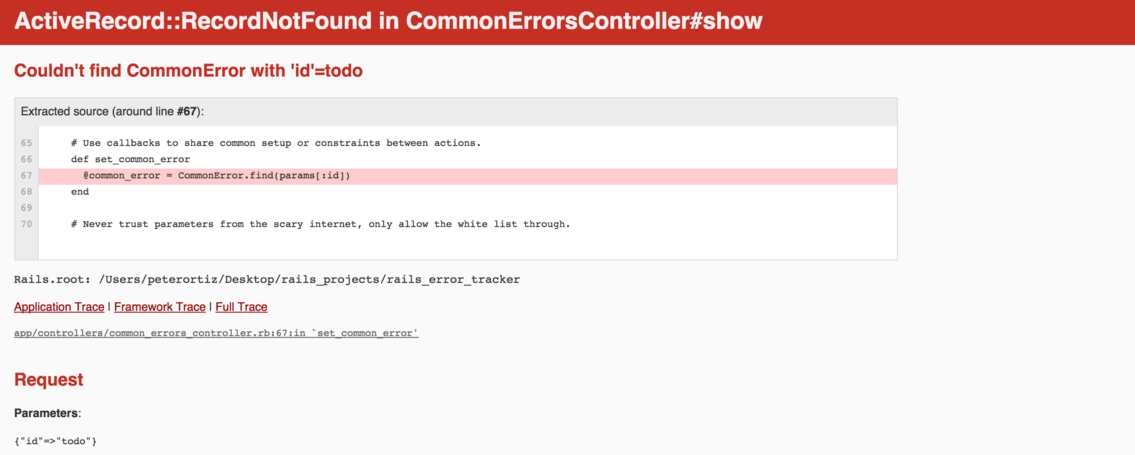 ActiveRecord::RecordNotFound in CommonErrorsController#show
Couldn't find CommonError with 'id'=todo
Extracted source (around line #67):
65 # Use callbacks to share common setup or constraints between actions.
66 def set_common_error
67 @common_error = CommonError.find(params[:id])
68 end
69
70 # Never trust parameters from the scary internet, only allow the white list through.
Rails.root: /Users/peterortiz/Desktop/rails_projects/rails_error_tracker
Application Trace | Framework Trace | Full Trace
app/controllers/common_errors_controller.rb:67:in `set_common_error'
Request
Parameters:
{"id"=>"todo"}